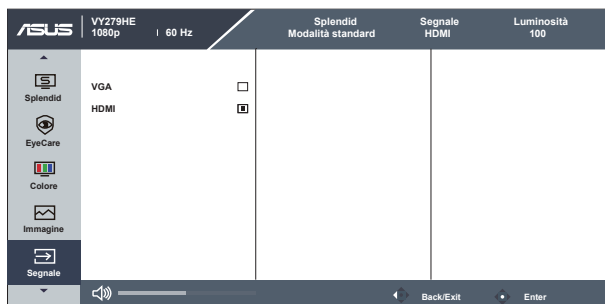 ASUS
VY279HE
1080p 60 Hz
Splendid
Modalità standard
Segnale
HDMI
Luminosità
100
Splendid
EyeCare
Colore
Immagine
Segnale
VGA
HDMI
Back/Exit
Enter